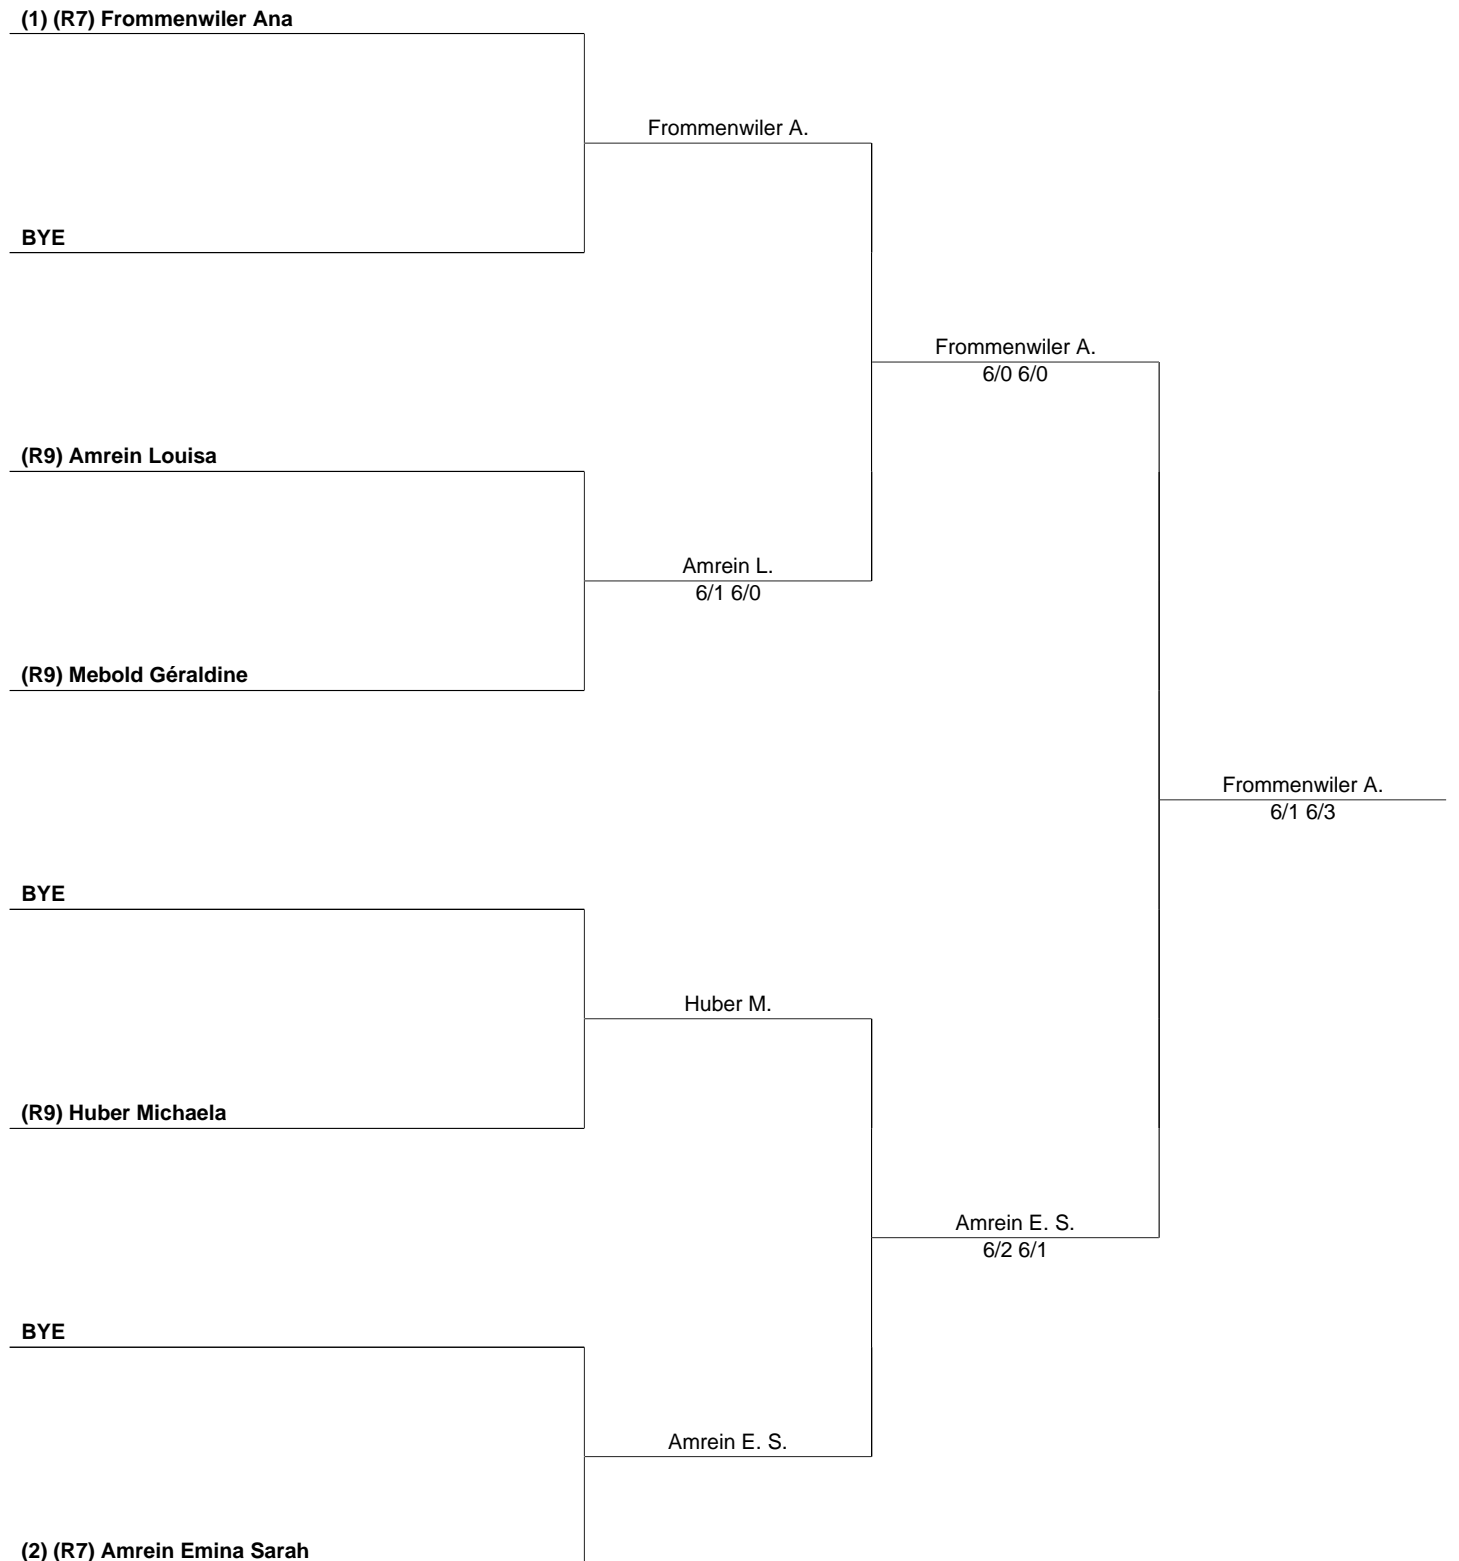 (1) (R7) Frommenwiler Ana
Frommenwiler A.
BYE
Frommenwiler A.
6/0 6/0
(R9) Amrein Louisa
Amrein L.
6/1 6/0
(R9) Mebold Géraldine
Frommenwiler A.
6/1 6/3
BYE
Huber M.
(R9) Huber Michaela
Amrein E. S.
6/2 6/1
BYE
Amrein E. S.
(2) (R7) Amrein Emina Sarah